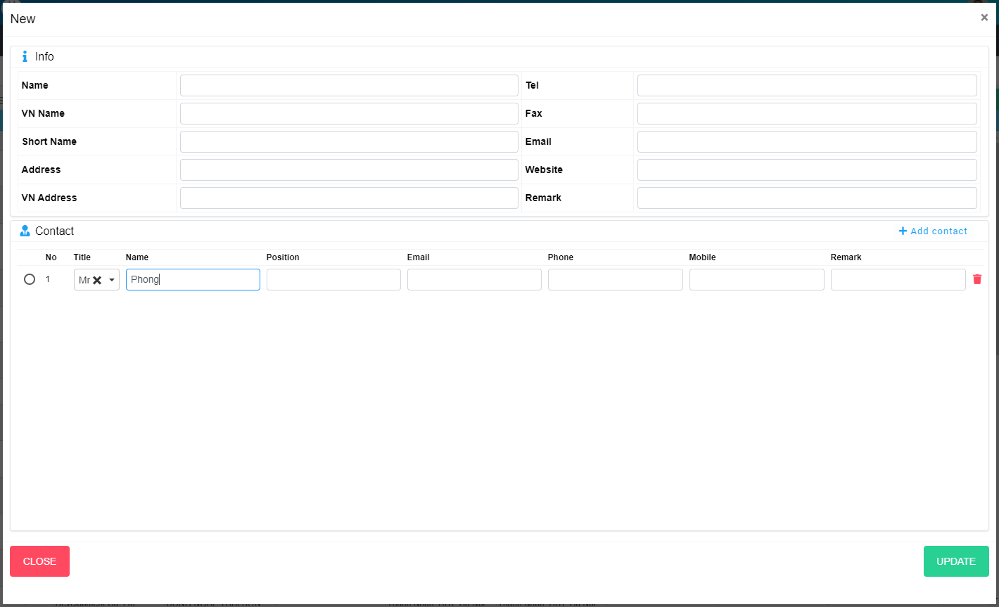 New ×
Info
Name Tel
VN Name Fax
Short Name Email
Address Website
VN Address Remark
Contact + Add contact
No Title Name Position Email Phone Mobile Remark
1 Mr Phong
CLOSE UPDATE